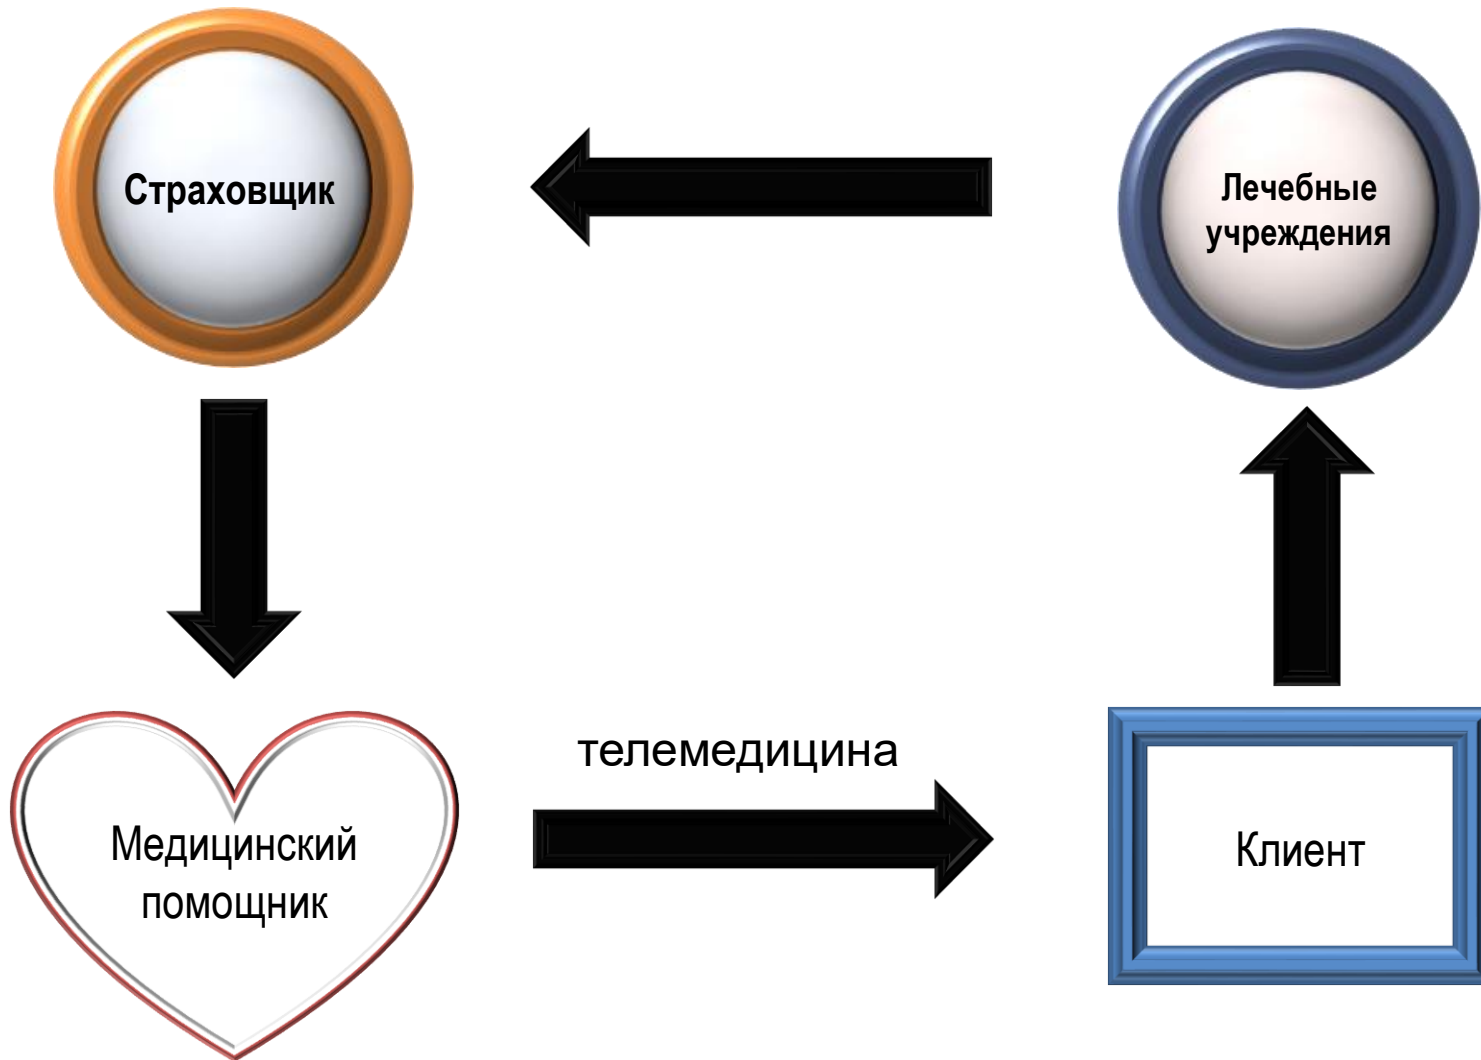 Страховщик
Лечебные
учреждения
телемедицина
Медицинский
помощник
Клиент